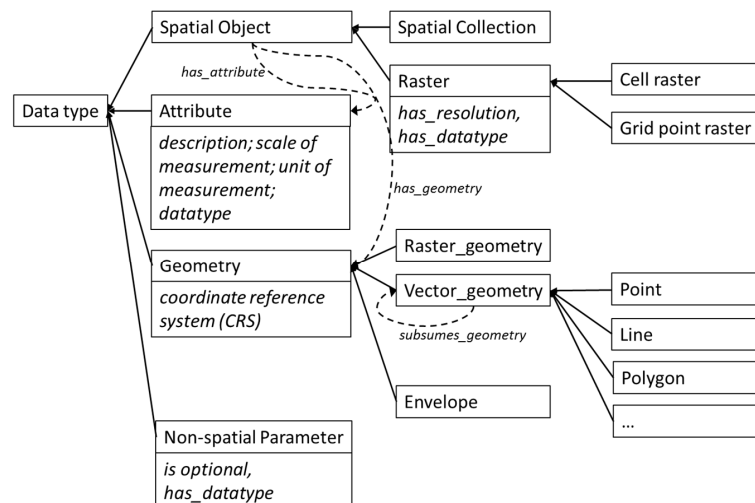 Spatial Object
Spatial Collection
has_attribute
Raster
has_resolution,
has_datatype
Cell raster
Grid point raster
Data type
Attribute
description; scale of
measurement; unit of
measurement;
datatype
has_geometry
Geometry
coordinate reference
system (CRS)
Raster_geometry
Vector_geometry
subsumes_geometry
Point
Line
Polygon
...
Envelope
Non-spatial Parameter
is optional,
has_datatype